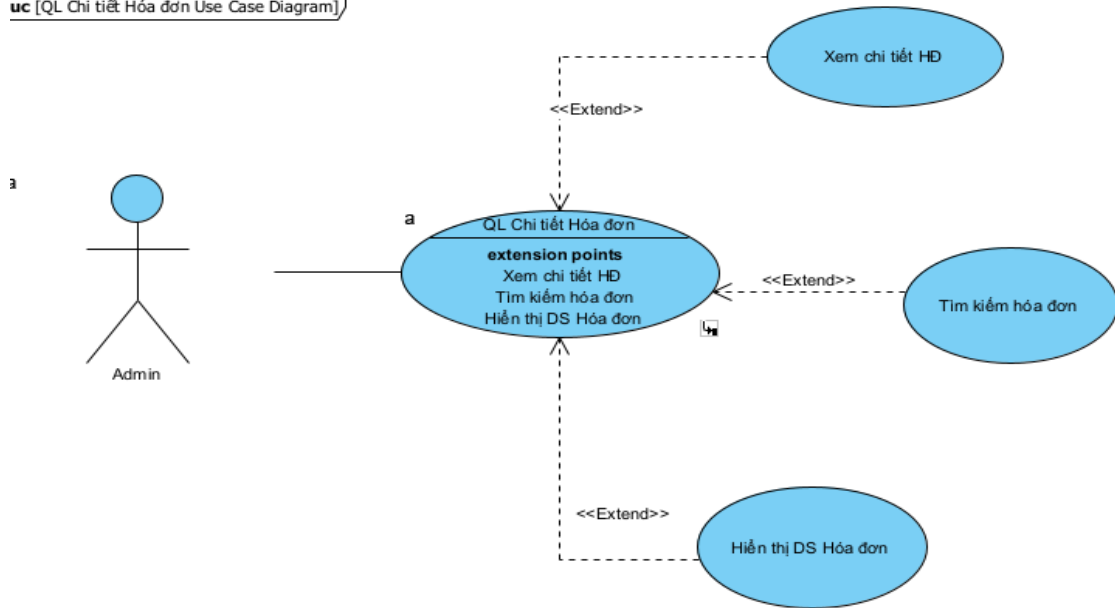 uc [QL Chi tiết Hóa đơn Use Case Diagram]
Xem chi tiết HĐ
<<Extend>>
a
a
QL Chi tiết Hóa đơn
extension points
Xem chi tiết HĐ
Tìm kiếm hóa đơn
Hiển thị DS Hóa đơn
<<Extend>>
Tìm kiếm hóa đơn
Admin
<<Extend>>
Hiển thị DS Hóa đơn